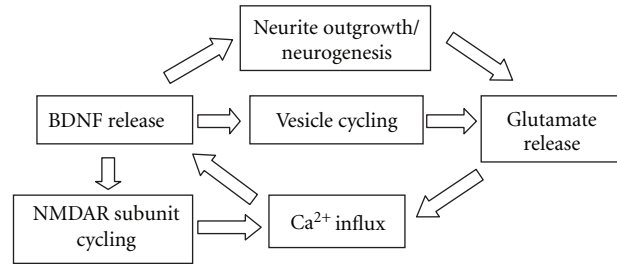 Neurite outgrowth/
neurogenesis
BDNF release
Vesicle cycling
Glutamate
release
NMDAR subunit
cycling
Ca²⁺ influx